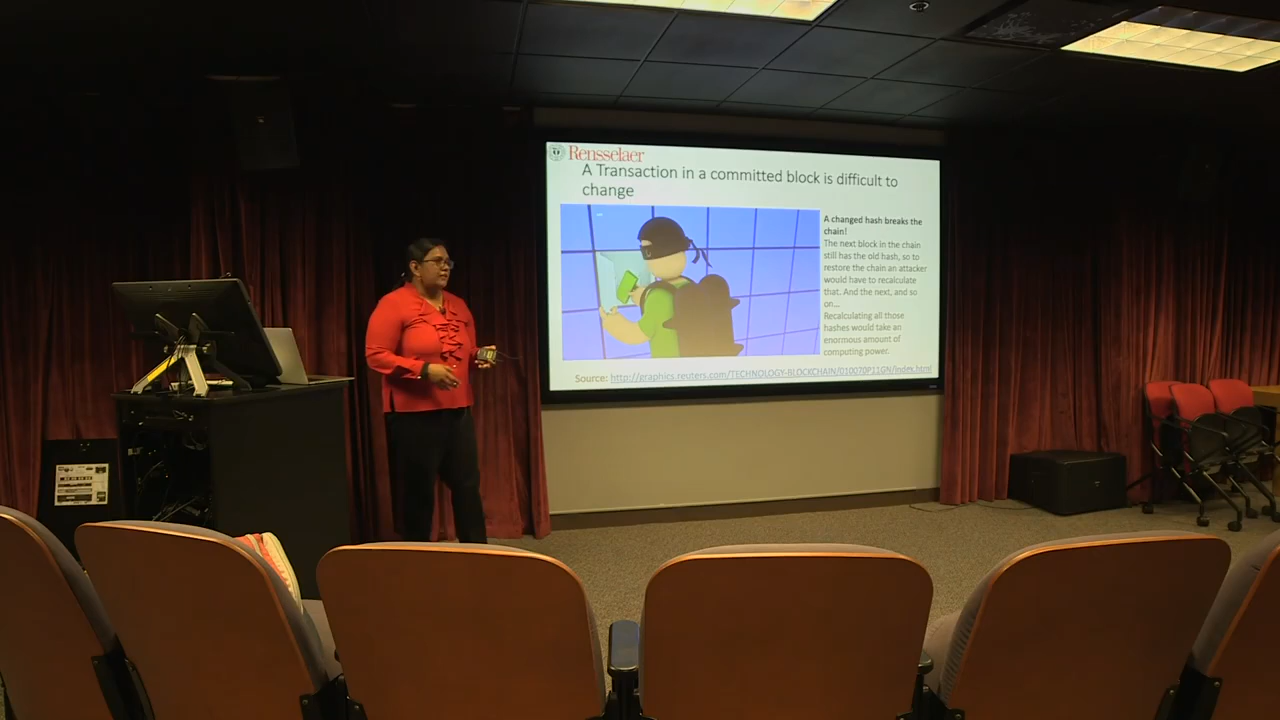 Rensselaer
A Transaction in a committed block is difficult to
change
A changed hash breaks the
chain!
The next block in the chain
still has the old hash, so to
restore the chain an attacker
would have to recalculate
that. And the next, and so
on...
Recalculating all those
hashes would take an
enormous amount of
computing power.
Source: http://graphics.reuters.com/TECHNOLOGY-BLOCKCHAIN/010070P11GN/index.html